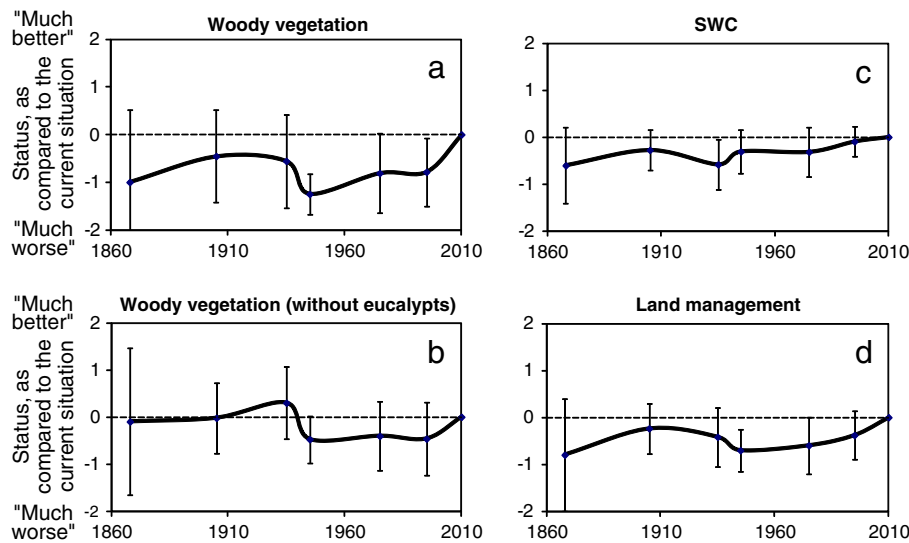 "Much
better"
Woody vegetation
Status, as
compared to the
current situation
2
1
0
-1
-2
a
"Much
worse"
1860 1910 1960 2010
SWC
2
1
0
-1
-2
c
1860 1910 1960 2010
"Much
better"
Woody vegetation (without eucalypts)
Status, as
compared to the
current situation
2
1
0
-1
-2
b
"Much
worse"
1860 1910 1960 2010
Land management
2
1
0
-1
-2
d
1860 1910 1960 2010